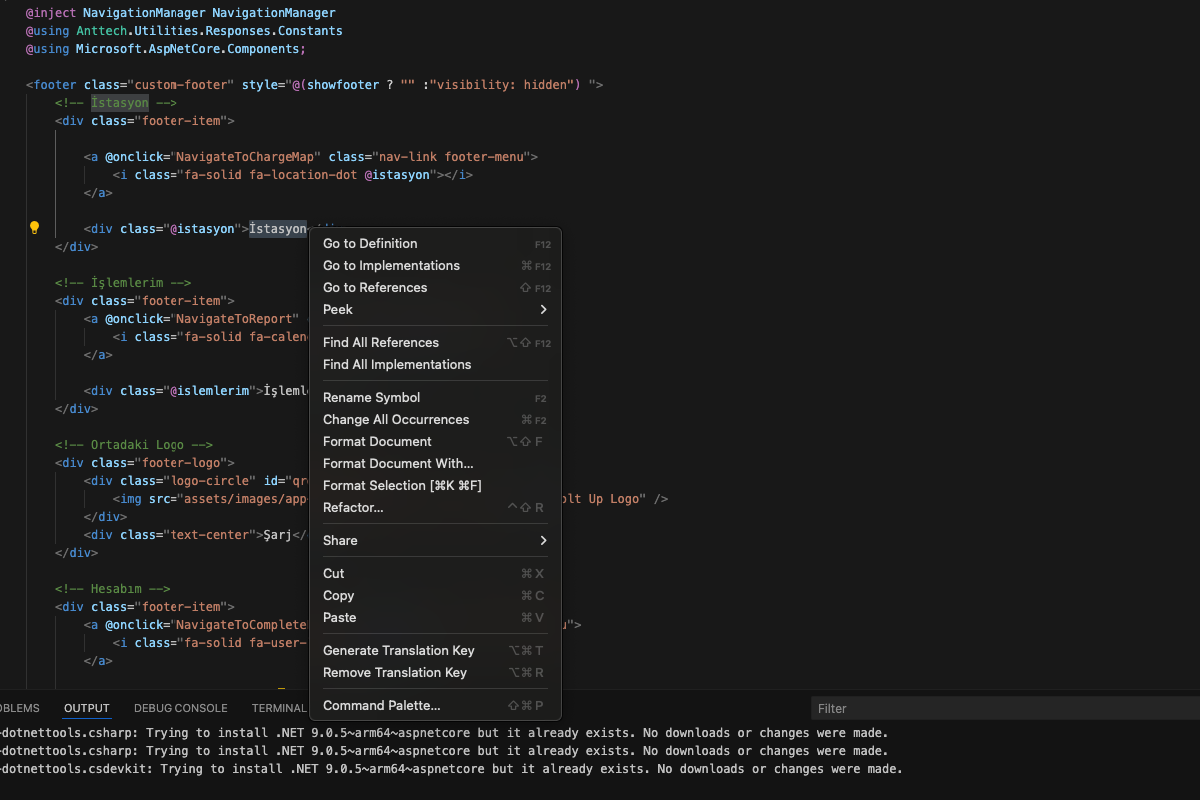 @inject NavigationManager NavigationManager
@using Anttech.Utilities.Responses.Constants
@using Microsoft.AspNetCore.Components;
<footer class="custom-footer" style="@(showfooter ? "" :"visibility: hidden") ">
<!-- İstasyon -->
<div class="footer-item">
<a @onclick="NavigateToChargeMap" class="nav-link footer-menu">
<i class="fa-solid fa-location-dot @istasyon"></i>
</a>
<div class="@istasyon">İstasyon
</div>
<!-- İşlemlerim -->
<div class="footer-item">
<a @onclick="NavigateToReport"
<i class="fa-solid fa-calen
</a>
<div class="@islemlerim">İşleml
</div>
<!-- Ortadaki Logo -->
<div class="footer-logo">
<div class="logo-circle" id="qr
<img src="assets/images/app olt Up Logo" />
</div>
<div class="text-center">Şarj</
</div>
<!-- Hesabım -->
<div class="footer-item">
<a @onclick="NavigateToComplete u">
<i class="fa-solid fa-user-
</a>
Go to Definition F12
Go to Implementations ⌘ F12
Go to References ⇧ F12
Peek >
Find All References ⌥⇧ F12
Find All Implementations
Rename Symbol F2
Change All Occurrences ⌘ F2
Format Document ⌥⇧ F
Format Document With...
Format Selection [⌘K ⌘F]
Refactor... ^⇧ R
Share >
Cut ⌘ X
Copy ⌘ C
Paste ⌘ V
Generate Translation Key ⌥⌘ T
Remove Translation Key ⌥⌘ R
Command Palette... ⇧⌘ P
OBLEMS OUTPUT DEBUG CONSOLE TERMINAL Filter
-dotnettools.csharp: Trying to install .NET 9.0.5~arm64~aspnetcore but it already exists. No downloads or changes were made.
-dotnettools.csharp: Trying to install .NET 9.0.5~arm64~aspnetcore but it already exists. No downloads or changes were made.
-dotnettools.csdevkit: Trying to install .NET 9.0.5~arm64~aspnetcore but it already exists. No downloads or changes were made.